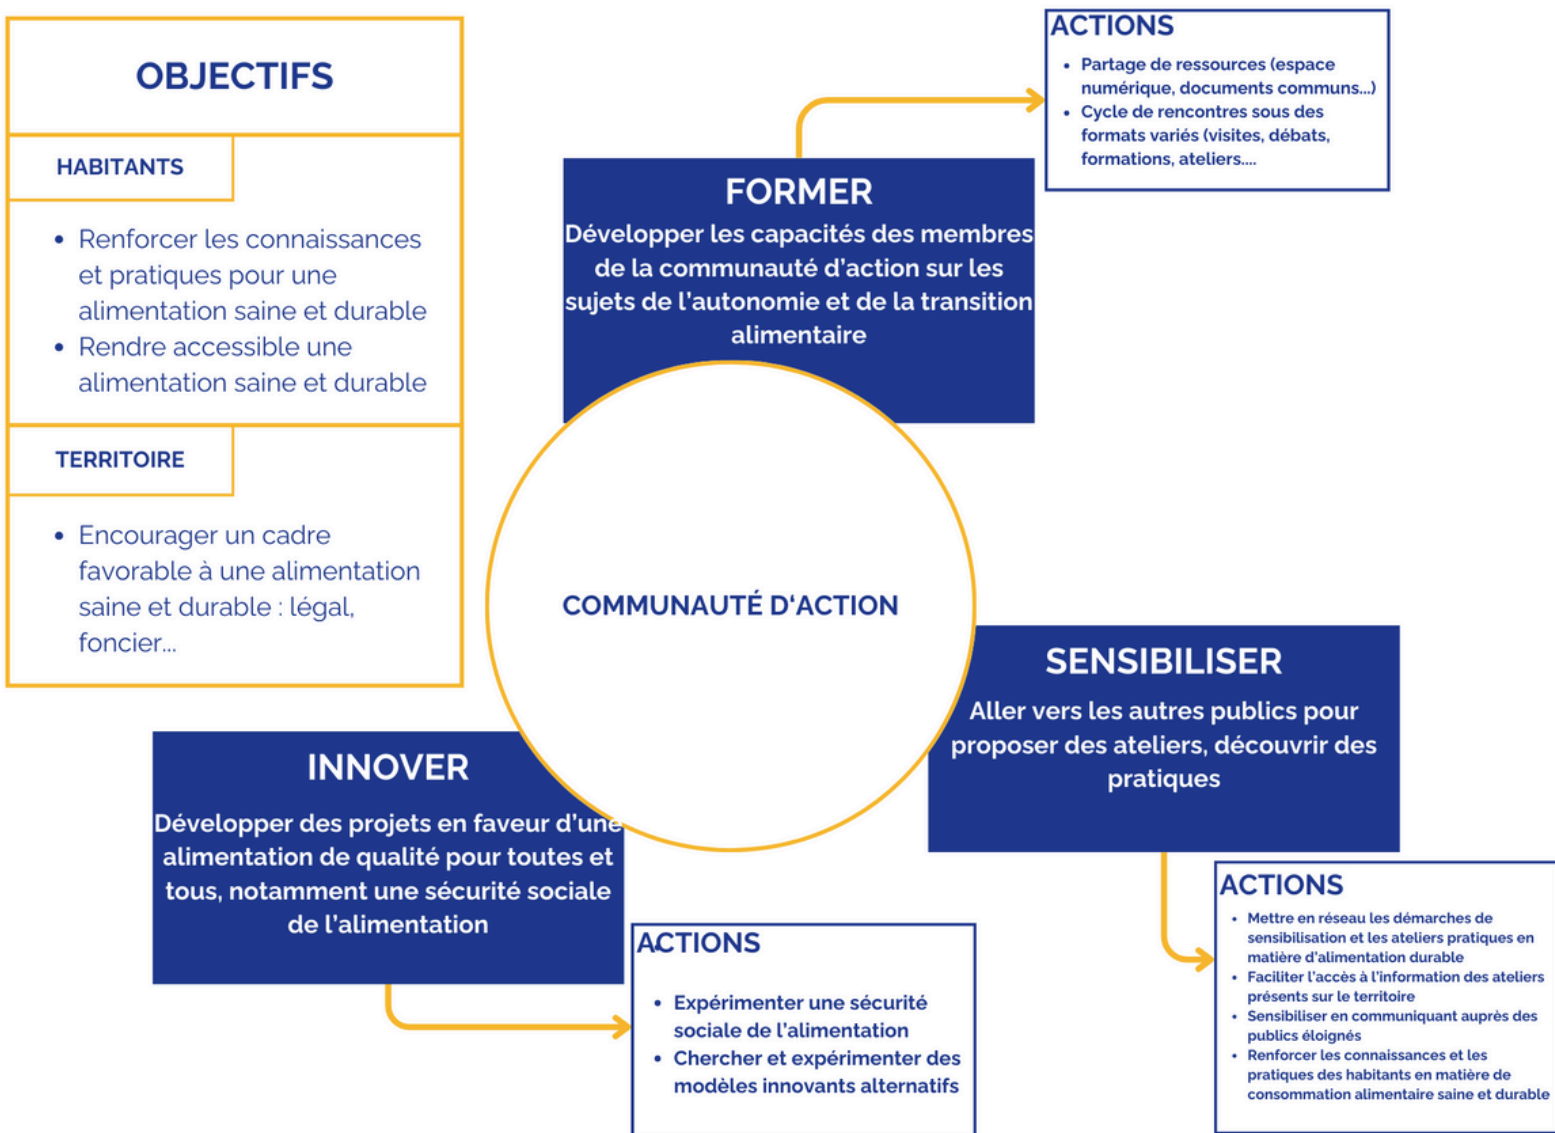 OBJECTIFS
HABITANTS
• Renforcer les connaissances
et pratiques pour une
alimentation saine et durable
• Rendre accessible une
alimentation saine et durable
TERRITOIRE
• Encourager un cadre
favorable à une alimentation
saine et durable : légal,
foncier...
ACTIONS
• Partage de ressources (espace
numérique, documents communs...)
• Cycle de rencontres sous des
formats variés (visites, débats,
formations, ateliers....
FORMER
Développer les capacités des membres
de la communauté d'action sur les
sujets de l'autonomie et de la transition
alimentaire
COMMUNAUTÉ D‘ACTION
SENSIBILISER
Aller vers les autres publics pour
proposer des ateliers, découvrir des
pratiques
ACTIONS
• Mettre en réseau les démarches de
sensibilisation et les ateliers pratiques en
matière d'alimentation durable
• Faciliter l'accès à l'information des ateliers
présents sur le territoire
• Sensibiliser en communiquant auprès des
publics éloignés
• Renforcer les connaissances et les
pratiques des habitants en matière de
consommation alimentaire saine et durable
INNOVER
Développer des projets en faveur d'une
alimentation de qualité pour toutes et
tous, notamment une sécurité sociale
de l'alimentation
ACTIONS
• Expérimenter une sécurité
sociale de l'alimentation
• Chercher et expérimenter des
modèles innovants alternatifs